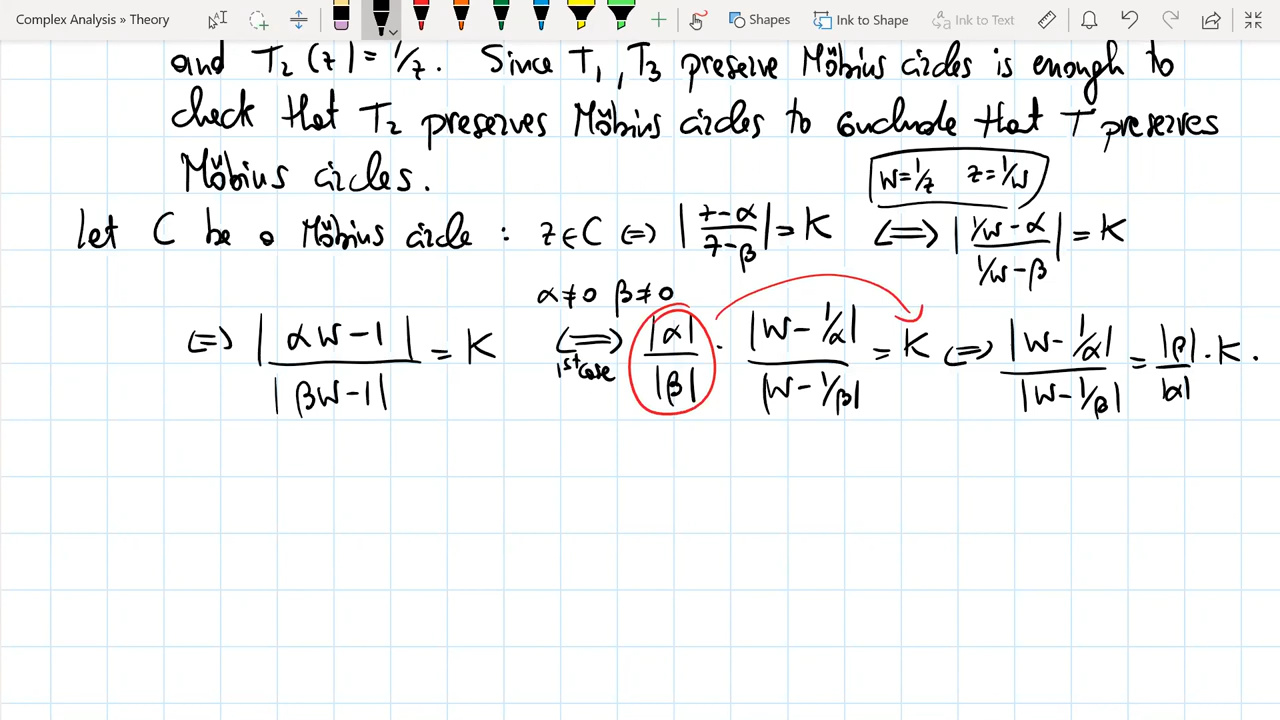 Complex Analysis » Theory
Shapes
Ink to Shape
Ink to Text
and T₂(z) = 1/z. Since T₁, T₃ preserve Möbius circles is enough to
check that T₂ preserves Möbius circles to conclude that T preserves
Möbius circles.
w = 1/z z = 1/w
let C be a Möbius circle : z ∈ C ⇔ |(z-α)/(z-β)| = K ⇔ |(1/w - α)/(1/w - β)| = K
α ≠ 0 β ≠ 0
⇔ |αw - 1| / |βw - 1| = K ⇔ |α|/|β| · |w - 1/α| / |w - 1/β| = K ⇔ |w - 1/α| / |w - 1/β| = |β|/|α| · K.
1st case